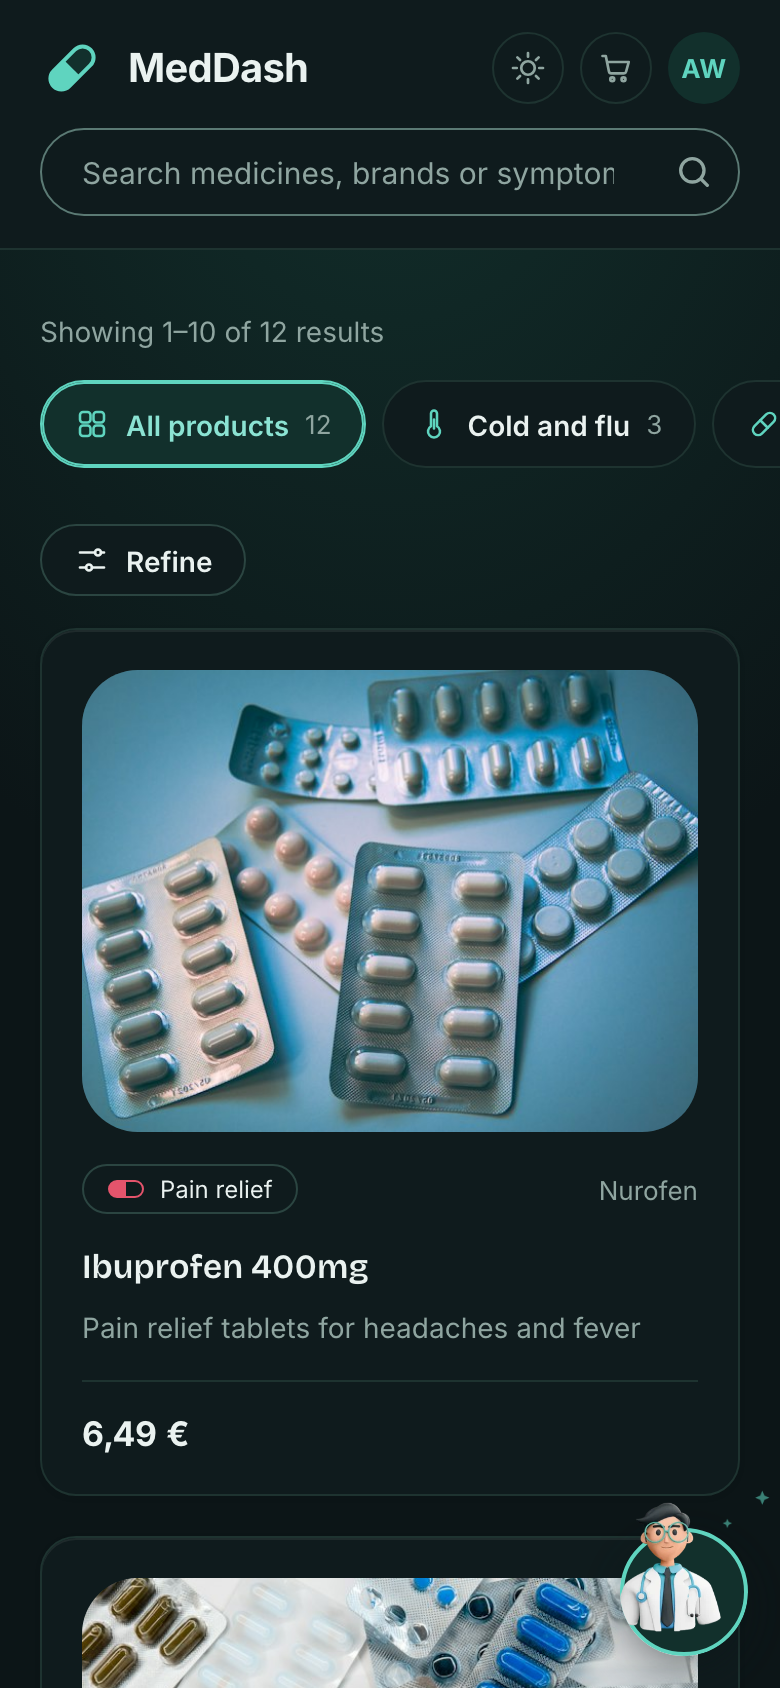 MedDash
AW
Search medicines, brands or sympton
Showing 1–10 of 12 results
All products 12
Cold and flu 3
Refine
Pain relief
Nurofen
Ibuprofen 400mg
Pain relief tablets for headaches and fever
6,49 €